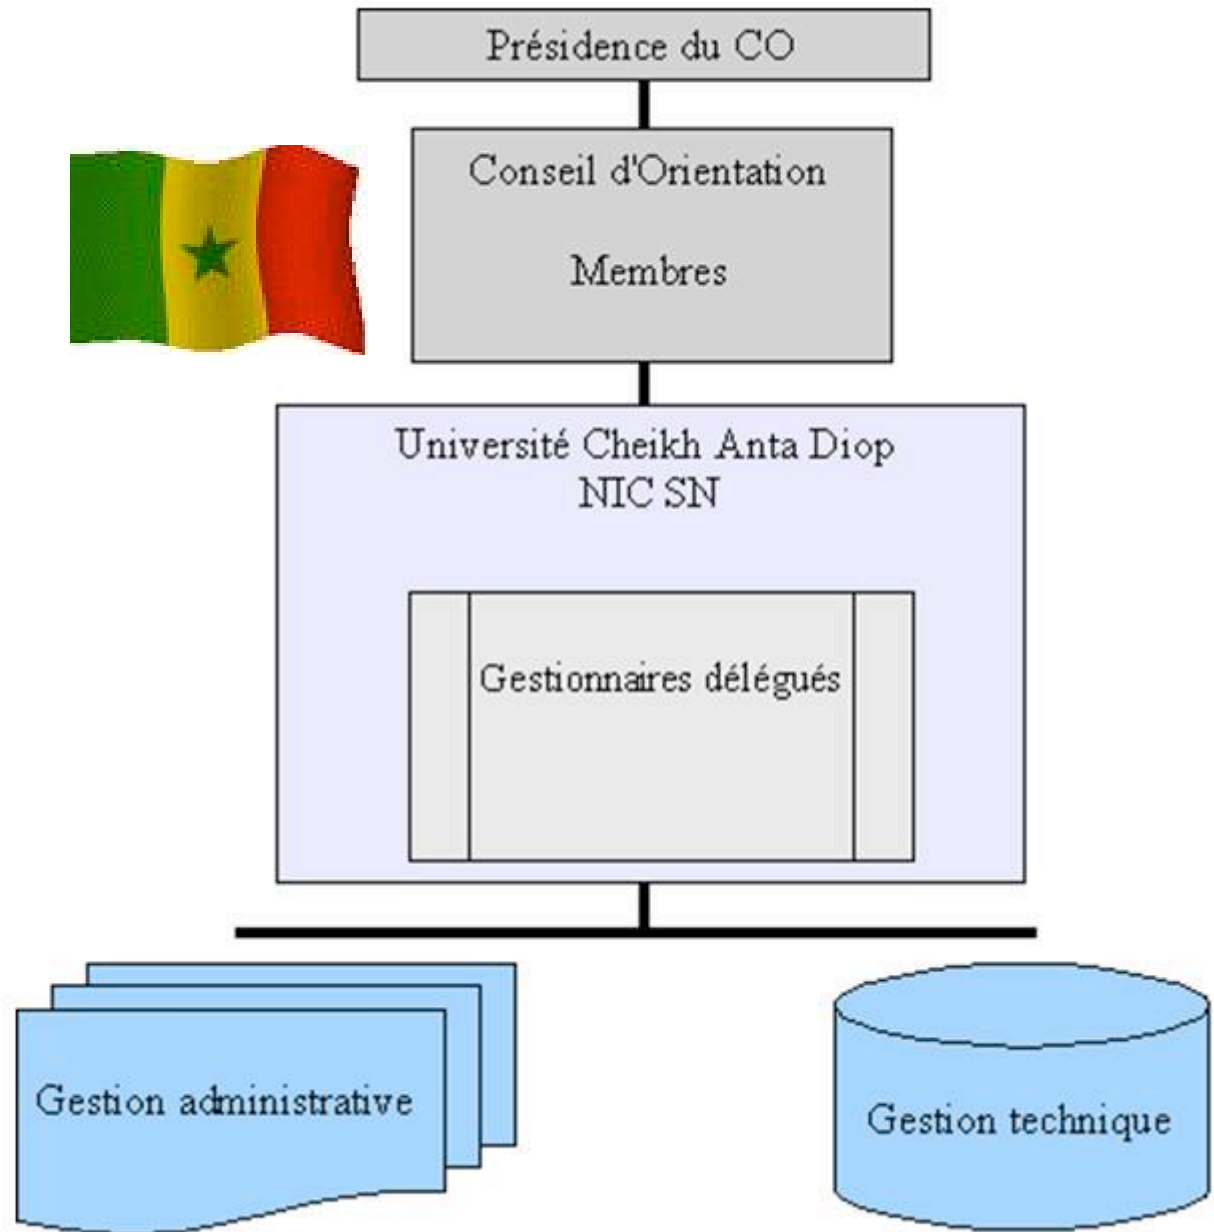 Présidence du CO
Conseil d'Orientation
Membres
Université Cheikh Anta Diop
NIC SN
Gestionnaires délégués
Gestion administrative
Gestion technique